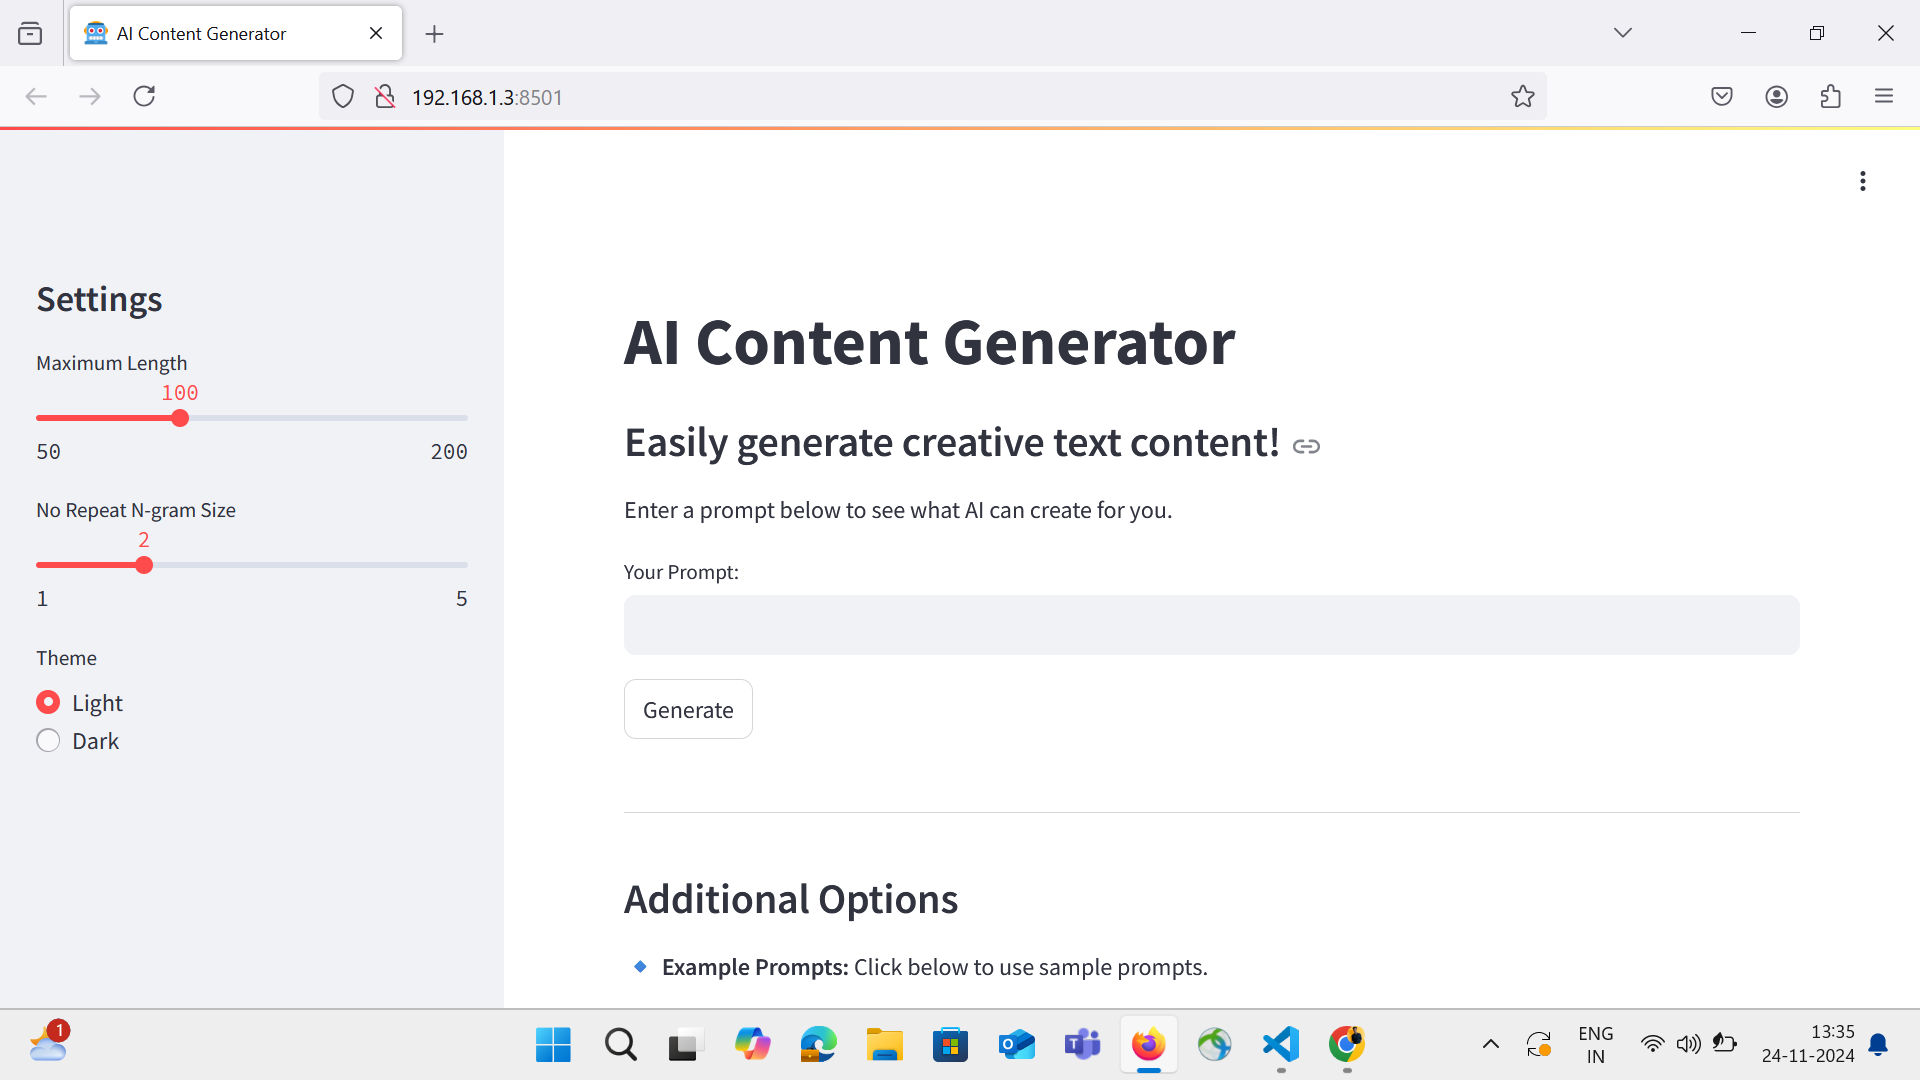 AI Content Generator
192.168.1.3:8501
Settings
Maximum Length
100
50 200
No Repeat N-gram Size
2
1 5
Theme
Light
Dark
AI Content Generator
Easily generate creative text content!
Enter a prompt below to see what AI can create for you.
Your Prompt:
Generate
Additional Options
Example Prompts: Click below to use sample prompts.
1
ENG
IN
13:35
24-11-2024